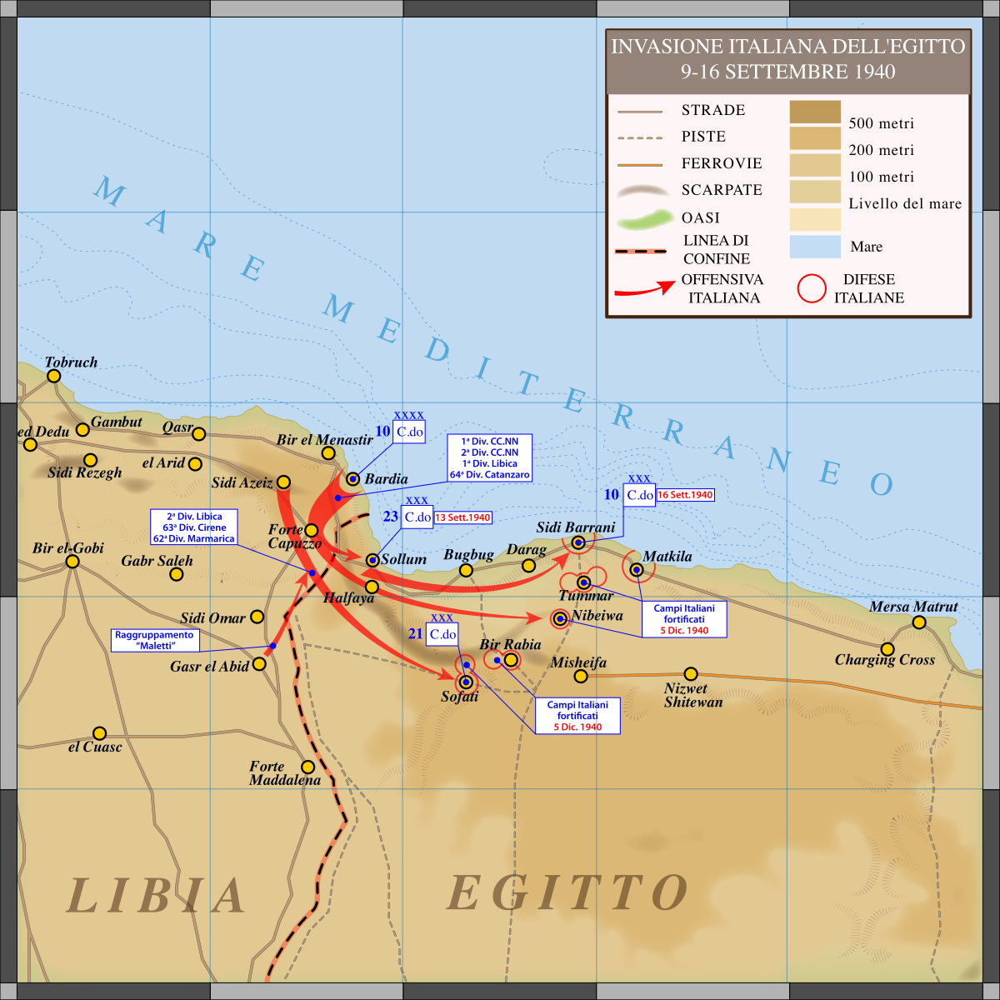 INVASIONE ITALIANA DELL'EGITTO
9-16 SETTEMBRE 1940
STRADE
PISTE
FERROVIE
SCARPATE
OASI
LINEA DI
CONFINE
OFFENSIVA
ITALIANA
500 metri
200 metri
100 metri
Livello del mare
Mare
DIFESE
ITALIANE
MARE MEDITERRANEO
Tobruch
Gambut
Qasr
ed Dedu
Sidi Rezegh
el Arid
Bir el Menastir
Sidi Azeiz
Bardia
XXXX
10 C.do
1ª Div. CC.NN
2ª Div. CC.NN
1ª Div. Libica
64ª Div. Catanzaro
XXX
23 C.do
13 Sett.1940
XXX
10 C.do
16 Sett.1940
2ª Div. Libica
63ª Div. Cirene
62ª Div. Marmarica
Forte
Capuzzo
Sidi Barrani
Bir el-Gobi
Gabr Saleh
Sollum
Bugbug
Darag
Matkila
Halfaya
Tummar
Sidi Omar
Nibeiwa
Campi Italiani
fortificati
5 Dic. 1940
Mersa Matrut
Raggruppamento
“Maletti”
XXX
21 C.do
Bir Rabia
Gasr el Abid
Misheifa
Charging Cross
Sofati
Nizwet
Shitewan
Campi Italiani
fortificati
5 Dic. 1940
el Cuasc
Forte
Maddalena
LIBIA
EGITTO